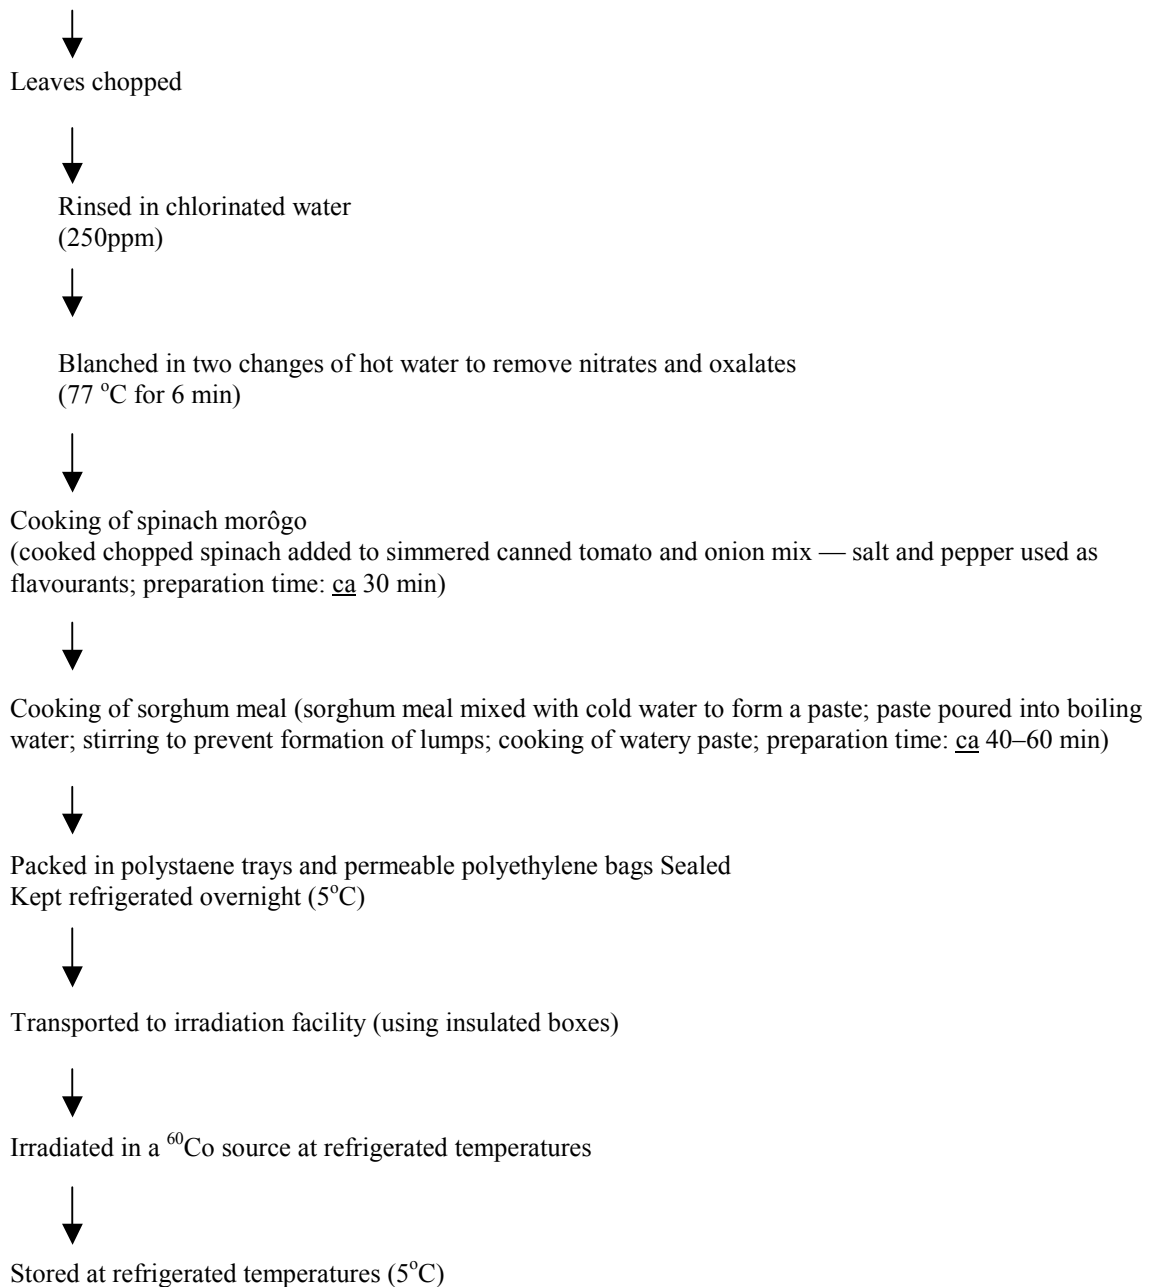 Leaves chopped
Rinsed in chlorinated water
(250ppm)
Blanched in two changes of hot water to remove nitrates and oxalates
(77 °C for 6 min)
Cooking of spinach morôgo
(cooked chopped spinach added to simmered canned tomato and onion mix — salt and pepper used as
flavourants; preparation time: ca 30 min)
Cooking of sorghum meal (sorghum meal mixed with cold water to form a paste; paste poured into boiling
water; stirring to prevent formation of lumps; cooking of watery paste; preparation time: ca 40–60 min)
Packed in polystaene trays and permeable polyethylene bags Sealed
Kept refrigerated overnight (5°C)
Transported to irradiation facility (using insulated boxes)
Irradiated in a ⁶⁰Co source at refrigerated temperatures
Stored at refrigerated temperatures (5°C)